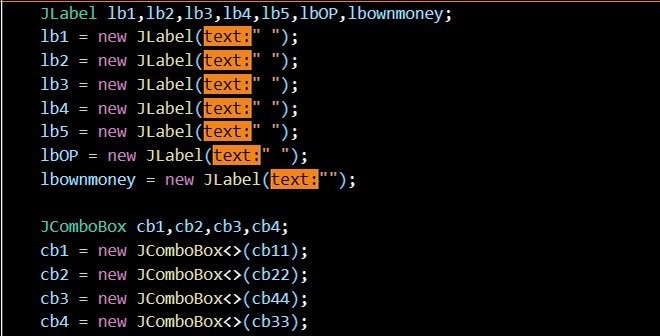 JLabel lb1,lb2,lb3,lb4,lb5,lbOP,lbownmoney;
lb1 = new JLabel(text:" ");
lb2 = new JLabel(text:" ");
lb3 = new JLabel(text:" ");
lb4 = new JLabel(text:" ");
lb5 = new JLabel(text:" ");
lbOP = new JLabel(text:" ");
lbownmoney = new JLabel(text:"");
JComboBox cb1,cb2,cb3,cb4;
cb1 = new JComboBox<>(cb11);
cb2 = new JComboBox<>(cb22);
cb3 = new JComboBox<>(cb44);
cb4 = new JComboBox<>(cb33);